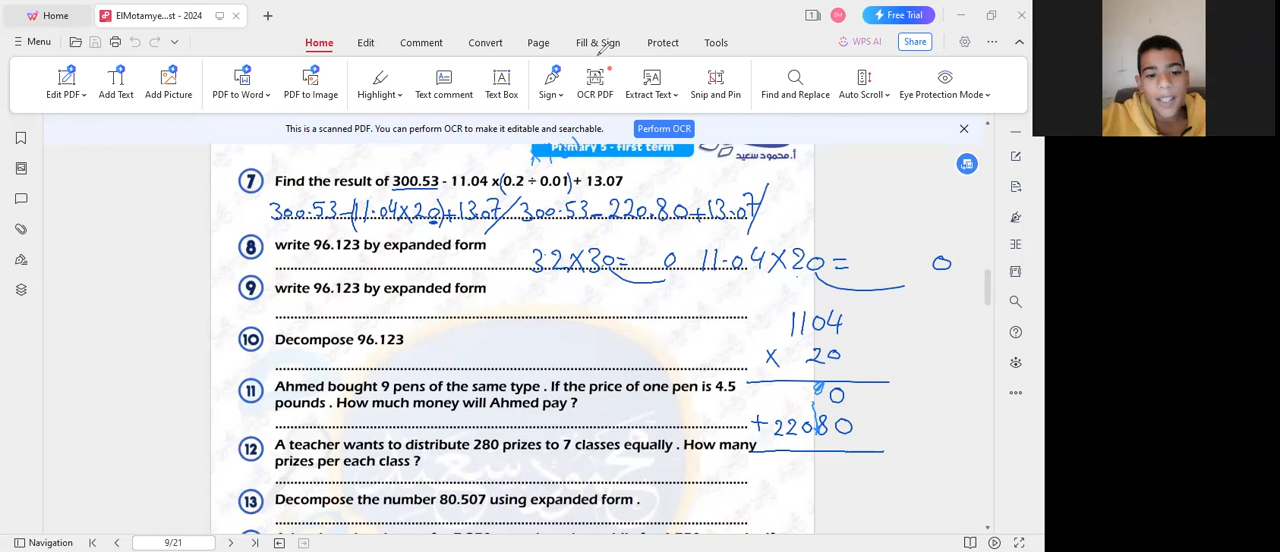 Home
ElMotamye...st - 2024
1
Free Trial
Menu
Home
Edit
Comment
Convert
Page
Fill & Sign
Protect
Tools
WPS AI
Share
Edit PDF
Add Text
Add Picture
PDF to Word
PDF to Image
Highlight
Text comment
Text Box
Sign
OCR PDF
Extract Text
Snip and Pin
Find and Replace
Auto Scroll
Eye Protection Mode
This is a scanned PDF. You can perform OCR to make it editable and searchable.
Perform OCR
Primary 5 - first term
أ.محمود سعيد
7 Find the result of 300.53 - 11.04 x (0.2 ÷ 0.01) + 13.07
300.53-(11.04×20)+13.07/ 300.53-220.80+13.07/
8 write 96.123 by expanded form
3.2×30= 0 11.04×20= 0
9 write 96.123 by expanded form
1104
× 20
10 Decompose 96.123
0
11 Ahmed bought 9 pens of the same type . If the price of one pen is 4.5
pounds . How much money will Ahmed pay ?
+22080
12 A teacher wants to distribute 280 prizes to 7 classes equally . How many
prizes per each class ?
13 Decompose the number 80.507 using expanded form .
Navigation
9/21